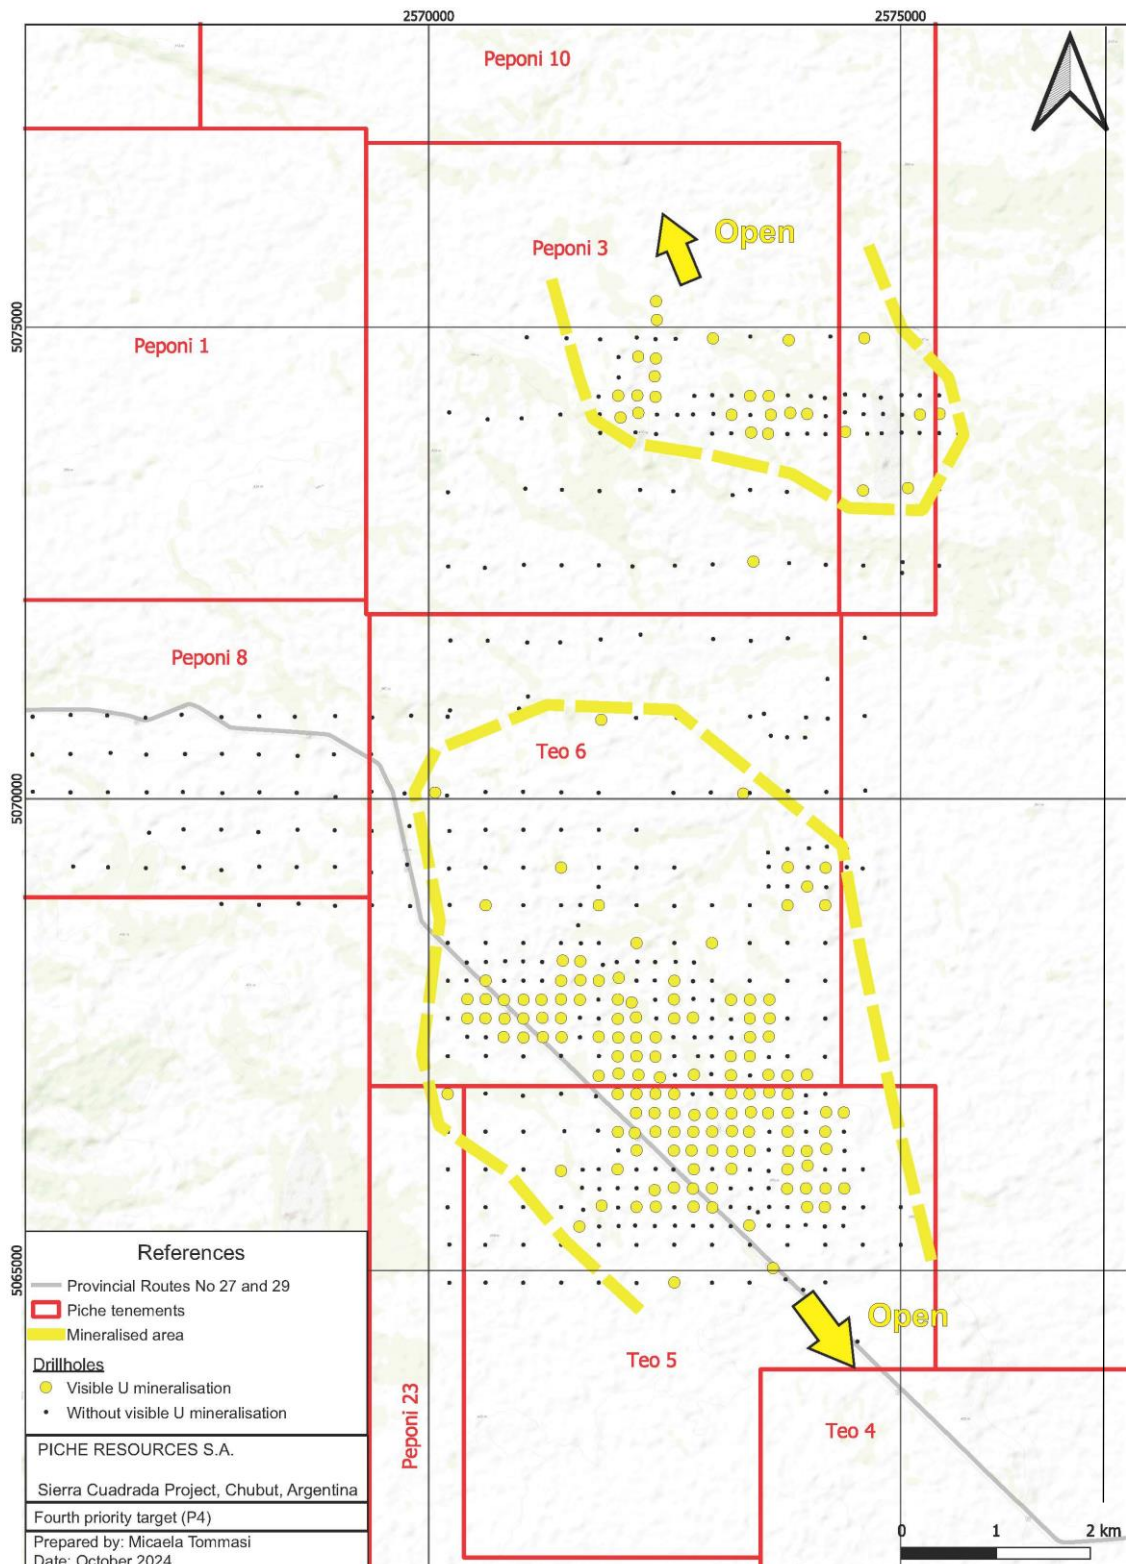 2570000
2575000
Peponi 10
Open
Peponi 3
5075000
Peponi 1
Peponi 8
Teo 6
5070000
5065000
Open
Teo 5
Peponi 23
Teo 4
References
Provincial Routes No 27 and 29
Piche tenements
Mineralised area
Drillholes
Visible U mineralisation
Without visible U mineralisation
PICHE RESOURCES S.A.
Sierra Cuadrada Project, Chubut, Argentina
Fourth priority target (P4)
Prepared by: Micaela Tommasi
Date: October 2024
0 1 2 km